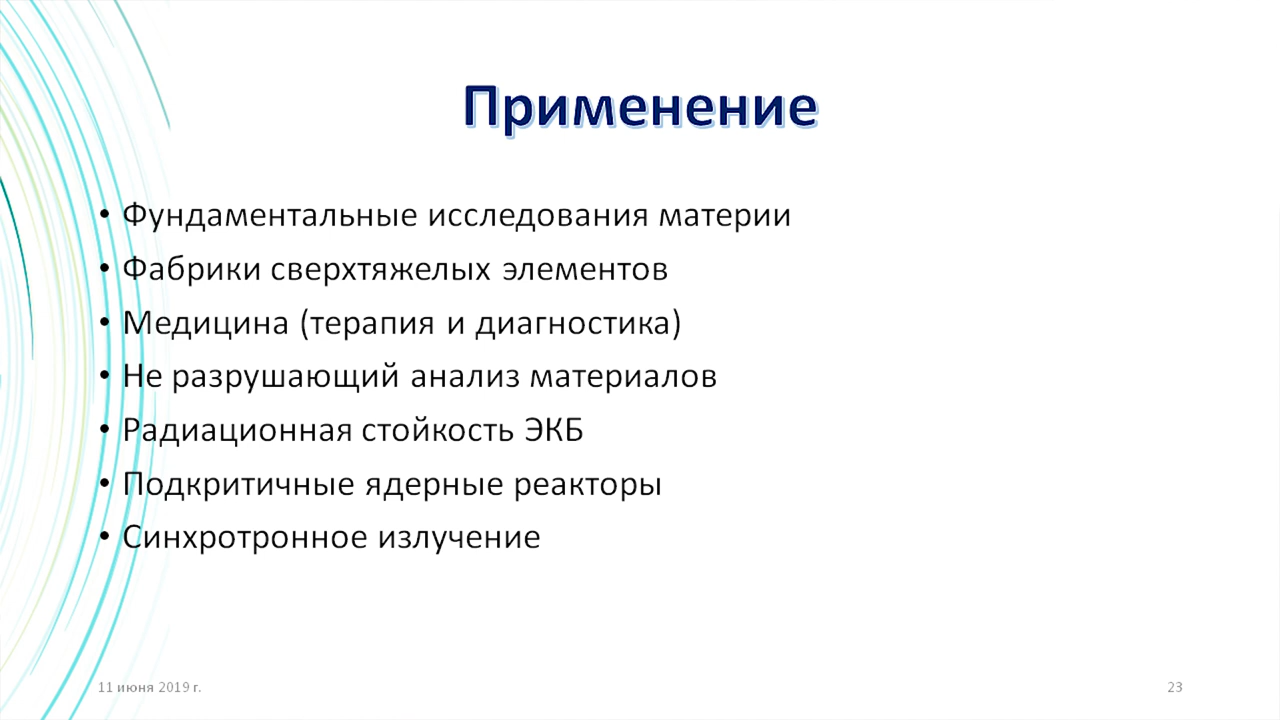 Применение
• Фундаментальные исследования материи
• Фабрики сверхтяжелых элементов
• Медицина (терапия и диагностика)
• Не разрушающий анализ материалов
• Радиационная стойкость ЭКБ
• Подкритичные ядерные реакторы
• Синхротронное излучение
11 июня 2019 г.
23